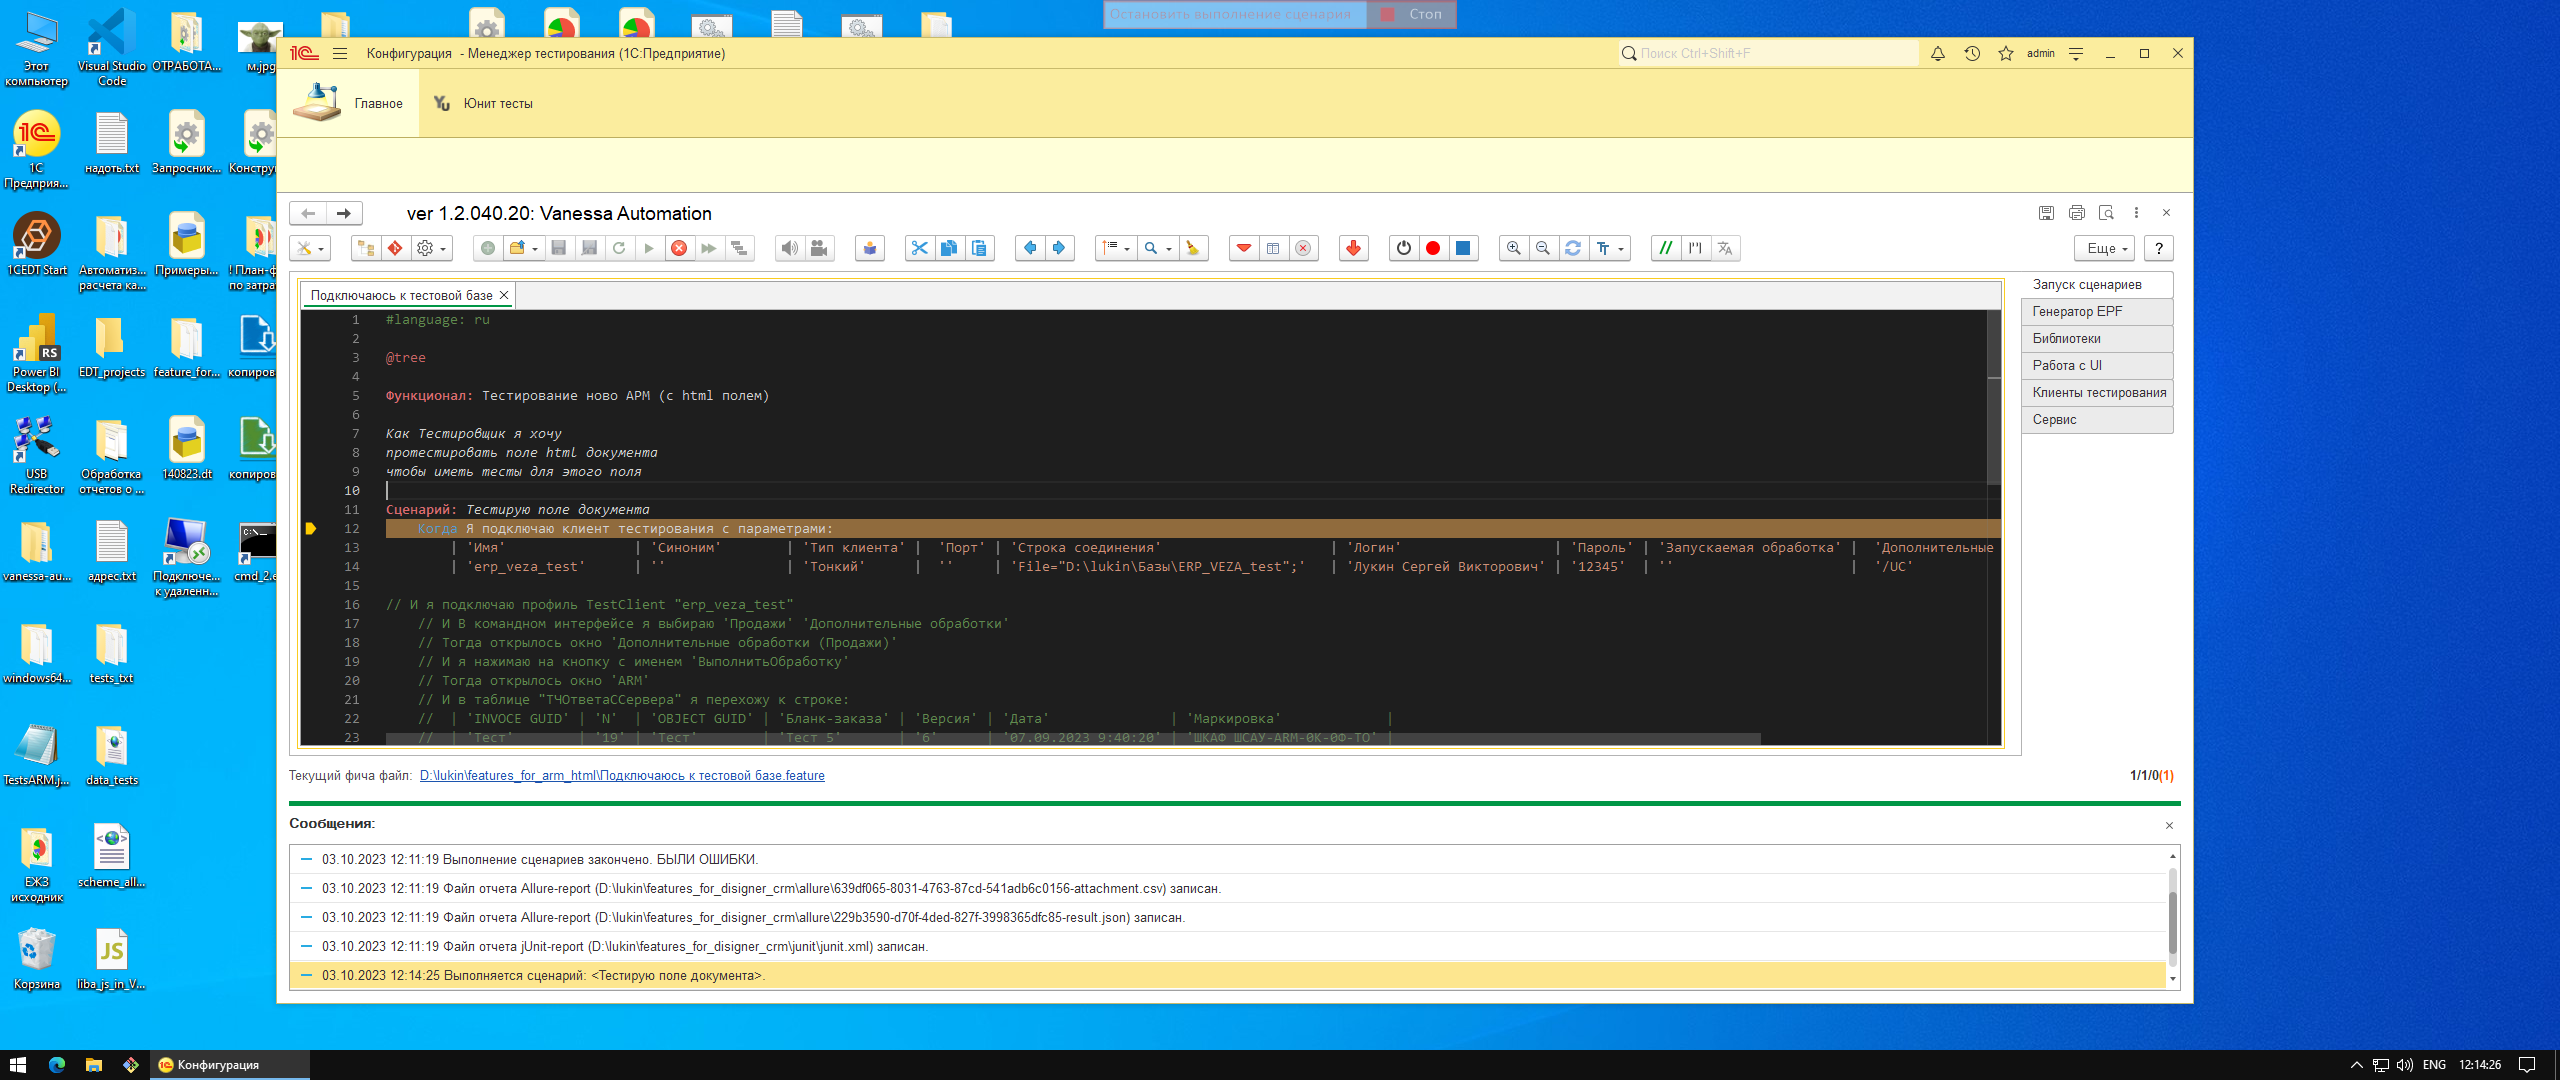 Остановить выполнение сценария Стоп
Этот компьютер
Visual Studio Code
ОТРАБОТА...
м.jpg
1С Предприя...
надоть.txt
Запросник...
1CEDT Start
Автоматиз... расчета ка...
Примеры...
! План-ф по затра
Power BI Desktop (...
EDT_projects
feature_for...
USB Redirector
Обработка отчетов о ...
140823.dt
vanessa-au...
адрес.txt
Подключе... к удаленн...
cmd_2.e
windows64...
tests_txt
TestsARM.j...
data_tests
ЕЖЗ исходник
scheme_all...
Корзина
liba_js_in_V...
Конфигурация - Менеджер тестирования (1С:Предприятие)
Поиск Ctrl+Shift+F
admin
Главное
Юнит тесты
ver 1.2.040.20: Vanessa Automation
Еще
?
Подключаюсь к тестовой базе
Запуск сценариев
Генератор EPF
Библиотеки
Работа с UI
Клиенты тестирования
Сервис
1 #language: ru
2
3 @tree
4
5 Функционал: Тестирование ново АРМ (с html полем)
6
7 Как Тестировщик я хочу
8 протестировать поле html документа
9 чтобы иметь тесты для этого поля
10
11 Сценарий: Тестирую поле документа
12 Когда Я подключаю клиент тестирования с параметрами:
13 | 'Имя' | 'Синоним' | 'Тип клиента' | 'Порт' | 'Строка соединения' | 'Логин' | 'Пароль' | 'Запускаемая обработка' | 'Дополнительные
14 | 'erp_veza_test' | '' | 'Тонкий' | '' | 'File="D:\lukin\Базы\ERP_VEZA_test";' | 'Лукин Сергей Викторович' | '12345' | '' | '/UC'
15
16 // И я подключаю профиль TestClient "erp_veza_test"
17 // И В командном интерфейсе я выбираю 'Продажи' 'Дополнительные обработки'
18 // Тогда открылось окно 'Дополнительные обработки (Продажи)'
19 // И я нажимаю на кнопку с именем 'ВыполнитьОбработку'
20 // Тогда открылось окно 'ARM'
21 // И в таблице "ТЧОтветаССервера" я перехожу к строке:
22 // | 'INVOCE GUID' | 'N' | 'OBJECT GUID' | 'Бланк-заказа' | 'Версия' | 'Дата' | 'Маркировка' |
23 // | 'Тест' | '19' | 'Тест' | 'Тест 5' | '6' | '07.09.2023 9:40:20' | 'ШКАФ ШСАУ-ARM-0К-0Ф-ТО' |
Текущий фича файл: D:\lukin\features_for_arm_html\Подключаюсь к тестовой базе.feature
1/1/0(1)
Сообщения:
03.10.2023 12:11:19 Выполнение сценариев закончено. БЫЛИ ОШИБКИ.
03.10.2023 12:11:19 Файл отчета Allure-report (D:\lukin\features_for_disigner_crm\allure\639df065-8031-4763-87cd-541adb6c0156-attachment.csv) записан.
03.10.2023 12:11:19 Файл отчета Allure-report (D:\lukin\features_for_disigner_crm\allure\229b3590-d70f-4ded-827f-3998365dfc85-result.json) записан.
03.10.2023 12:11:19 Файл отчета jUnit-report (D:\lukin\features_for_disigner_crm\junit\junit.xml) записан.
03.10.2023 12:14:25 Выполняется сценарий: <Тестирую поле документа>.
Конфигурация
ENG
12:14:26